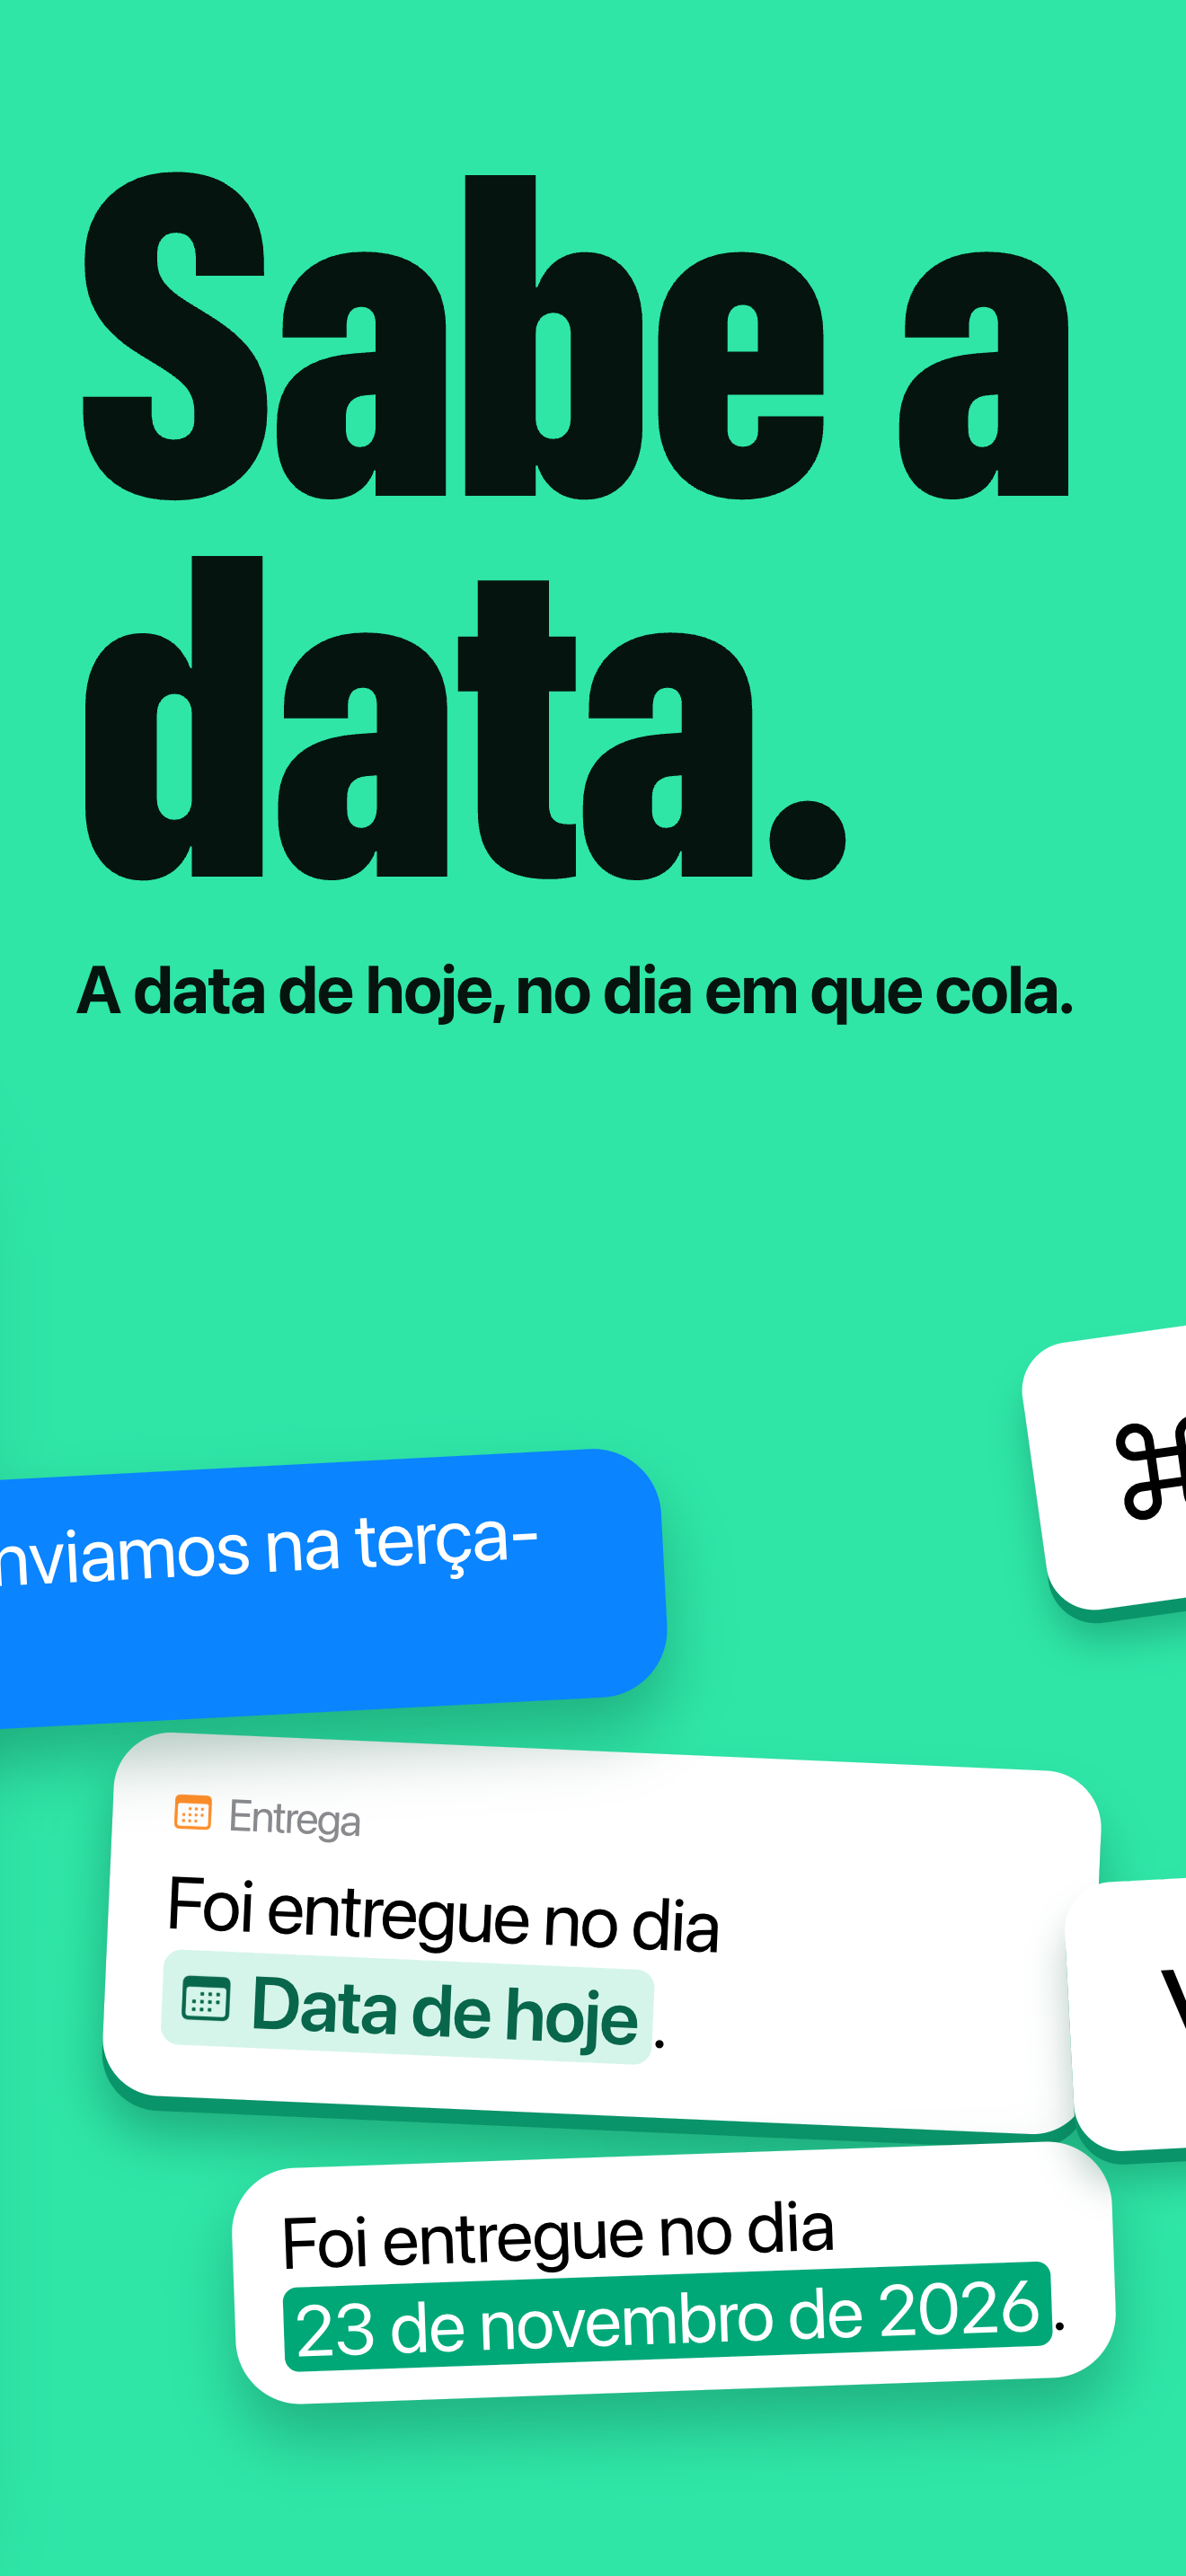 Sabe a
data.
A data de hoje, no dia em que cola.
⌘
na terça-
Entrega
Foi entregue no dia
Data de hoje.
Foi entregue no dia
23 de novembro de 2026.